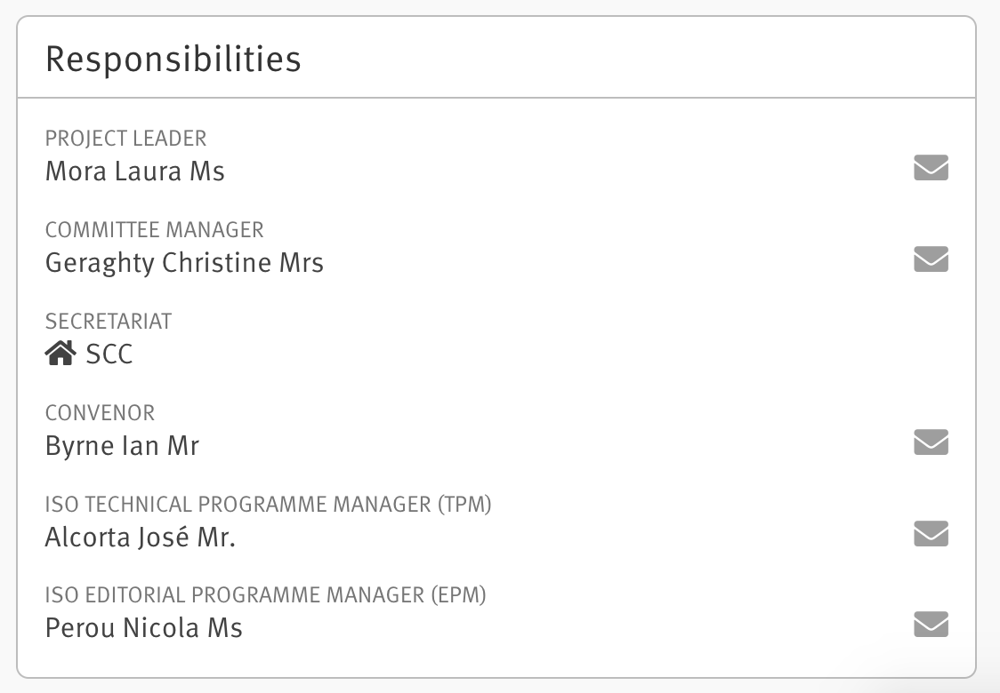 Responsibilities
PROJECT LEADER
Mora Laura Ms
COMMITTEE MANAGER
Geraghty Christine Mrs
SECRETARIAT
SCC
CONVENOR
Byrne Ian Mr
ISO TECHNICAL PROGRAMME MANAGER (TPM)
Alcorta José Mr.
ISO EDITORIAL PROGRAMME MANAGER (EPM)
Perou Nicola Ms